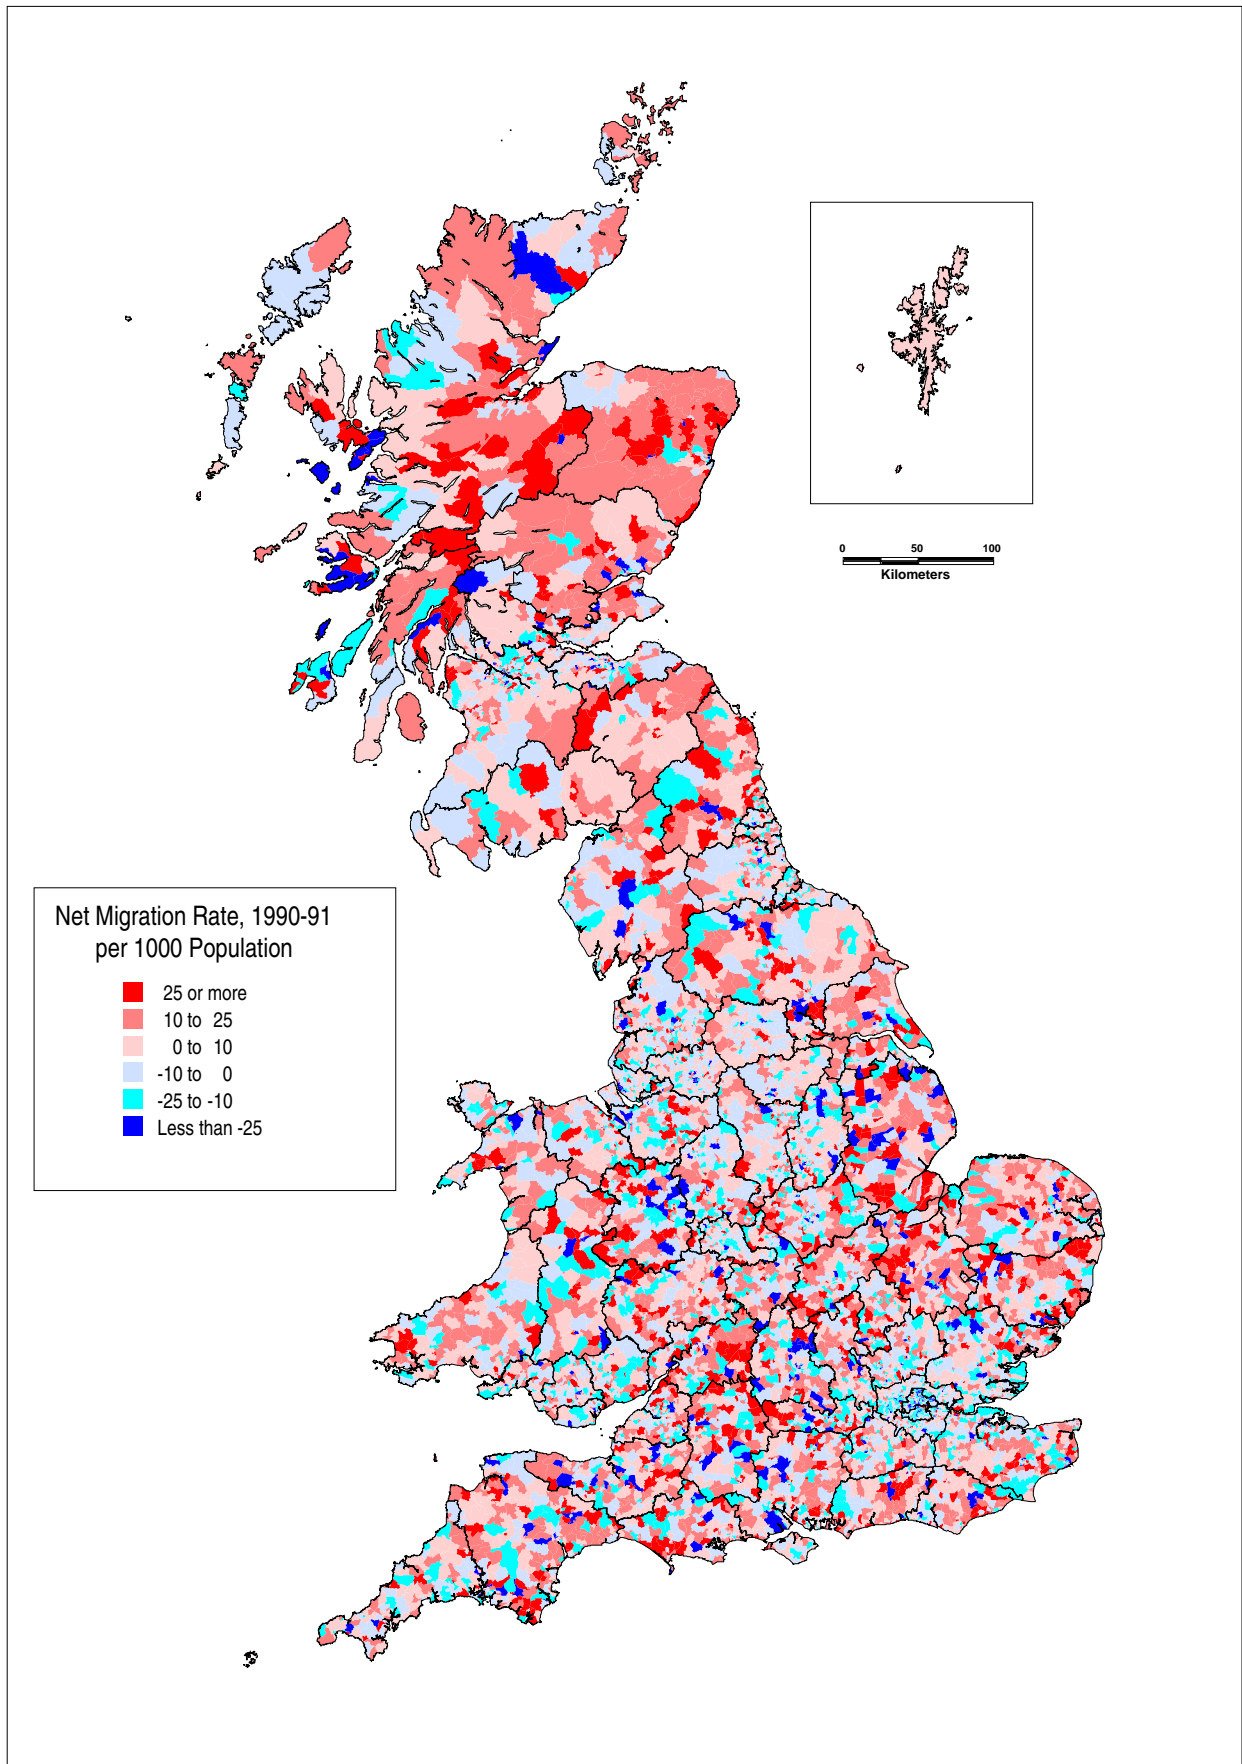 0 50 100
Kilometers
Net Migration Rate, 1990-91
per 1000 Population
25 or more
10 to 25
0 to 10
-10 to 0
-25 to -10
Less than -25